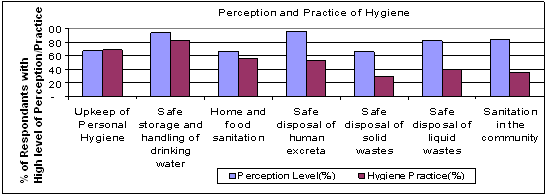 Perception and Practice of Hygiene
% of Respondants with
High level of Perception/Practice
00
80
60
40
20
-
Upkeep of
Personal
Hygiene
Safe
storage and
handling of
drinking
water
Home and
food
sanitation
Safe
disposal of
human
excreta
Safe
disposal of
solid
wastes
Safe
disposal of
liquid
wastes
Sanitation
in the
community
Perception Level(%)
Hygiene Practice(%)